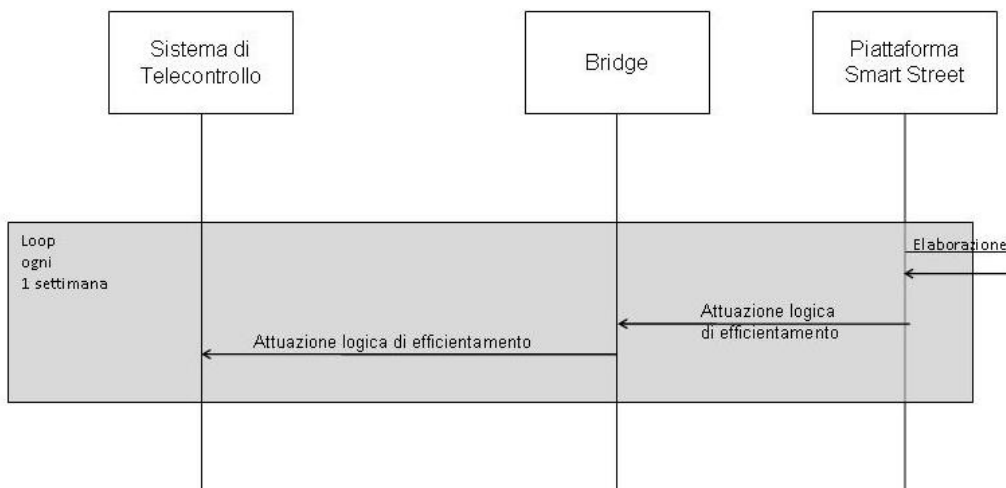 Sistema di
Telecontrollo
Bridge
Piattaforma
Smart Street
Loop
ogni
1 settimana
Elaborazione
Attuazione logica
di efficientamento
Attuazione logica di efficientamento